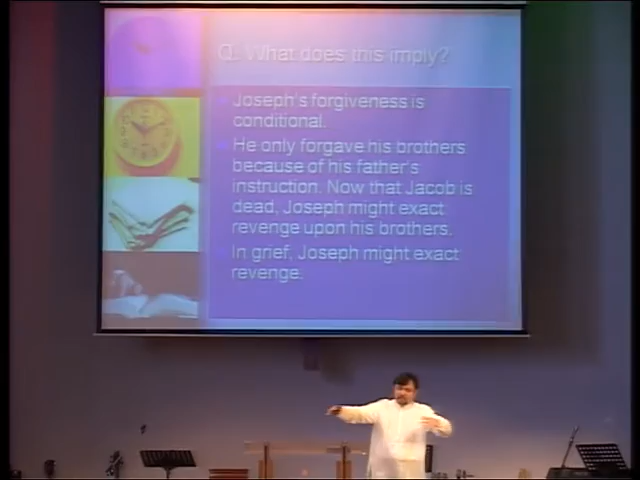 Q. What does this imply?
Joseph's forgiveness is
conditional.
He only forgave his brothers
because of his father's
instruction. Now that Jacob is
dead, Joseph might exact
revenge upon his brothers.
In grief, Joseph might exact
revenge.